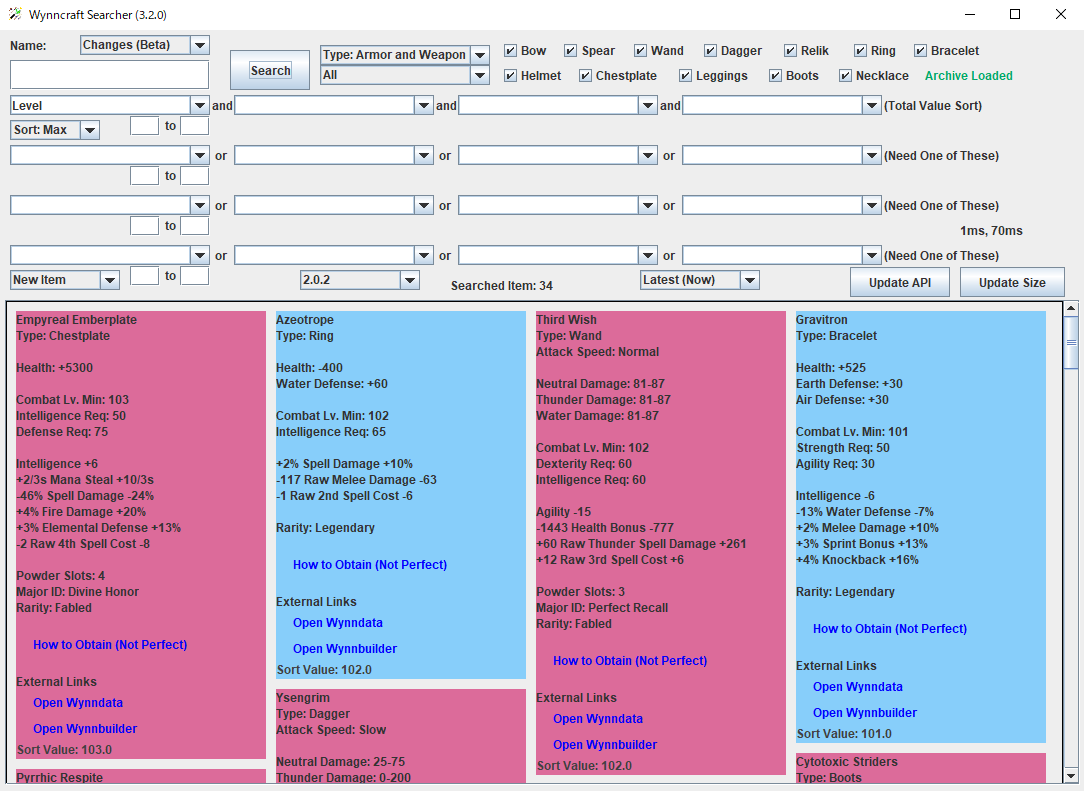 Wynncraft Searcher (3.2.0)
Name:
Changes (Beta)
Search
Type: Armor and Weapon
All
Bow
Spear
Wand
Dagger
Relik
Ring
Bracelet
Helmet
Chestplate
Leggings
Boots
Necklace
Archive Loaded
Level
and
and
and
(Total Value Sort)
Sort: Max
to
or
or
or
(Need One of These)
to
or
or
or
(Need One of These)
to
1ms, 70ms
or
or
or
(Need One of These)
New Item
to
2.0.2
Searched Item: 34
Latest (Now)
Update API
Update Size
Empyreal Emberplate
Type: Chestplate
Health: +5300
Combat Lv. Min: 103
Intelligence Req: 50
Defense Req: 75
Intelligence +6
+2/3s Mana Steal +10/3s
-46% Spell Damage -24%
+4% Fire Damage +20%
+3% Elemental Defense +13%
-2 Raw 4th Spell Cost -8
Powder Slots: 4
Major ID: Divine Honor
Rarity: Fabled
How to Obtain (Not Perfect)
External Links
Open Wynndata
Open Wynnbuilder
Sort Value: 103.0
Pyrrhic Respite
Azeotrope
Type: Ring
Health: -400
Water Defense: +60
Combat Lv. Min: 102
Intelligence Req: 65
+2% Spell Damage +10%
-117 Raw Melee Damage -63
-1 Raw 2nd Spell Cost -6
Rarity: Legendary
How to Obtain (Not Perfect)
External Links
Open Wynndata
Open Wynnbuilder
Sort Value: 102.0
Ysengrim
Type: Dagger
Attack Speed: Slow
Neutral Damage: 25-75
Thunder Damage: 0-200
Third Wish
Type: Wand
Attack Speed: Normal
Neutral Damage: 81-87
Thunder Damage: 81-87
Water Damage: 81-87
Combat Lv. Min: 102
Dexterity Req: 60
Intelligence Req: 60
Agility -15
-1443 Health Bonus -777
+60 Raw Thunder Spell Damage +261
+12 Raw 3rd Spell Cost +6
Powder Slots: 3
Major ID: Perfect Recall
Rarity: Fabled
How to Obtain (Not Perfect)
External Links
Open Wynndata
Open Wynnbuilder
Sort Value: 102.0
Gravitron
Type: Bracelet
Health: +525
Earth Defense: +30
Air Defense: +30
Combat Lv. Min: 101
Strength Req: 50
Agility Req: 30
Intelligence -6
-13% Water Defense -7%
+2% Melee Damage +10%
+3% Sprint Bonus +13%
+4% Knockback +16%
Rarity: Legendary
How to Obtain (Not Perfect)
External Links
Open Wynndata
Open Wynnbuilder
Sort Value: 101.0
Cytotoxic Striders
Type: Boots